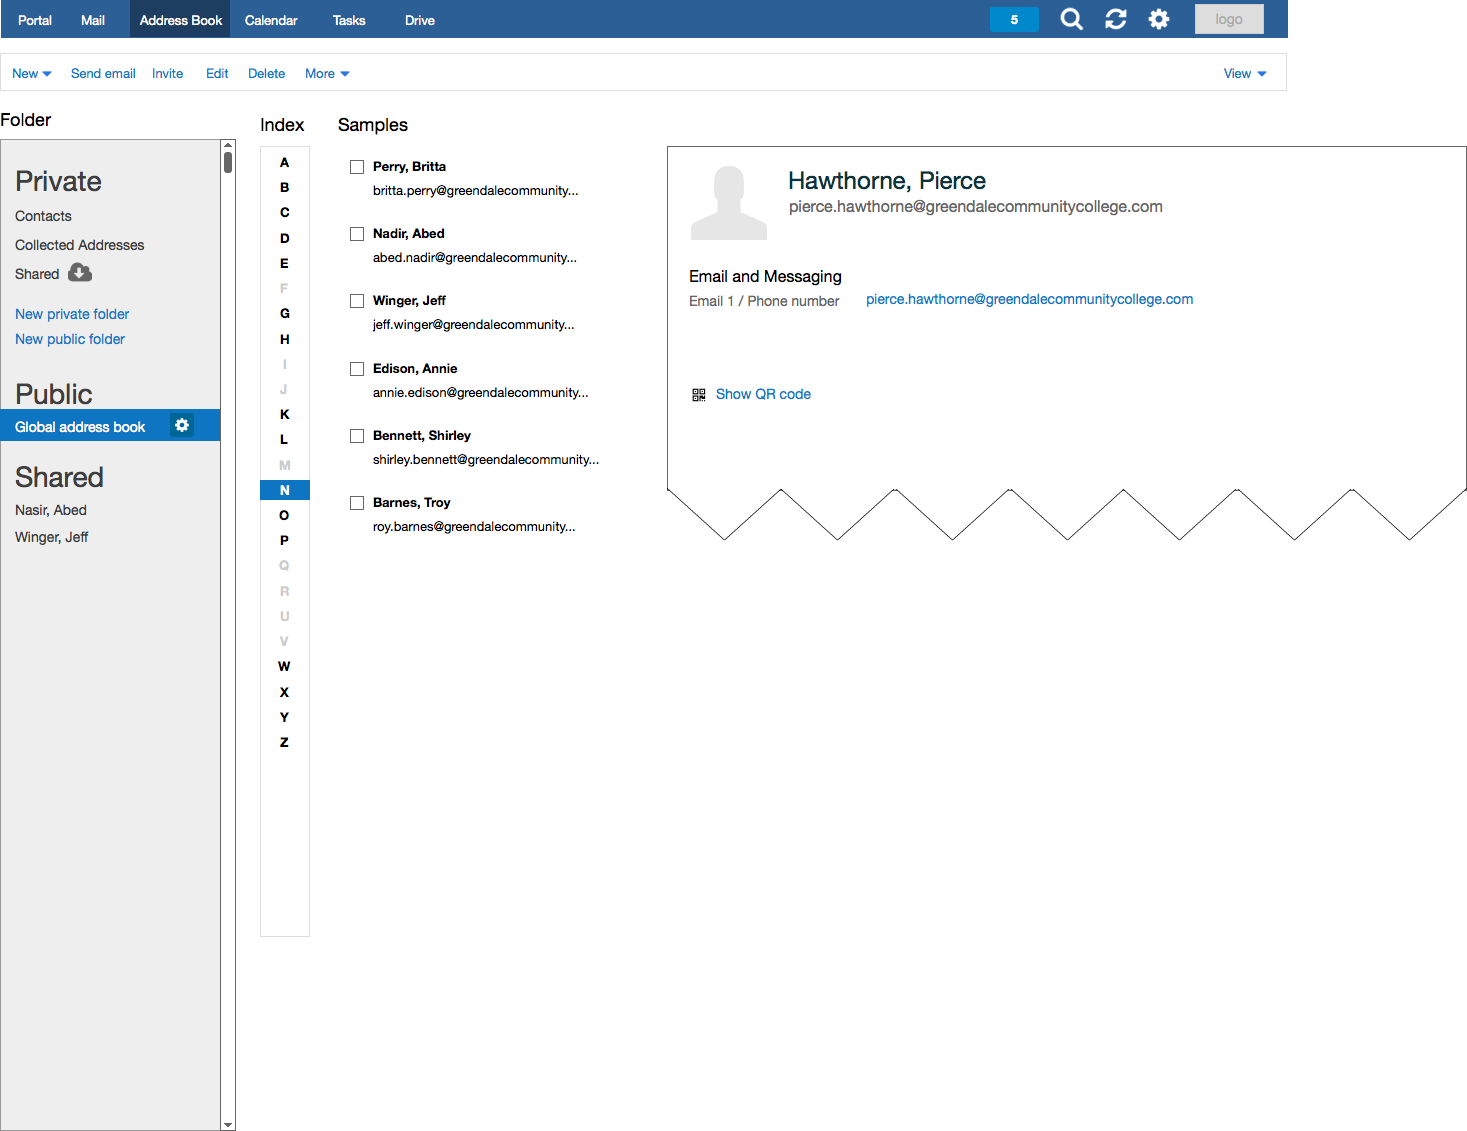 Portal Mail Address Book Calendar Tasks Drive 5 logo
New Send email Invite Edit Delete More View
Folder
Private
Contacts
Collected Addresses
Shared
New private folder
New public folder
Public
Global address book
Shared
Nasir, Abed
Winger, Jeff
Index
A
B
C
D
E
F
G
H
I
J
K
L
M
N
O
P
Q
R
U
V
W
X
Y
Z
Samples
Perry, Britta
britta.perry@greendalecommunity...
Nadir, Abed
abed.nadir@greendalecommunity...
Winger, Jeff
jeff.winger@greendalecommunity...
Edison, Annie
annie.edison@greendalecommunity...
Bennett, Shirley
shirley.bennett@greendalecommunity...
Barnes, Troy
roy.barnes@greendalecommunity...
Hawthorne, Pierce
pierce.hawthorne@greendalecommunitycollege.com
Email and Messaging
Email 1 / Phone number pierce.hawthorne@greendalecommunitycollege.com
Show QR code